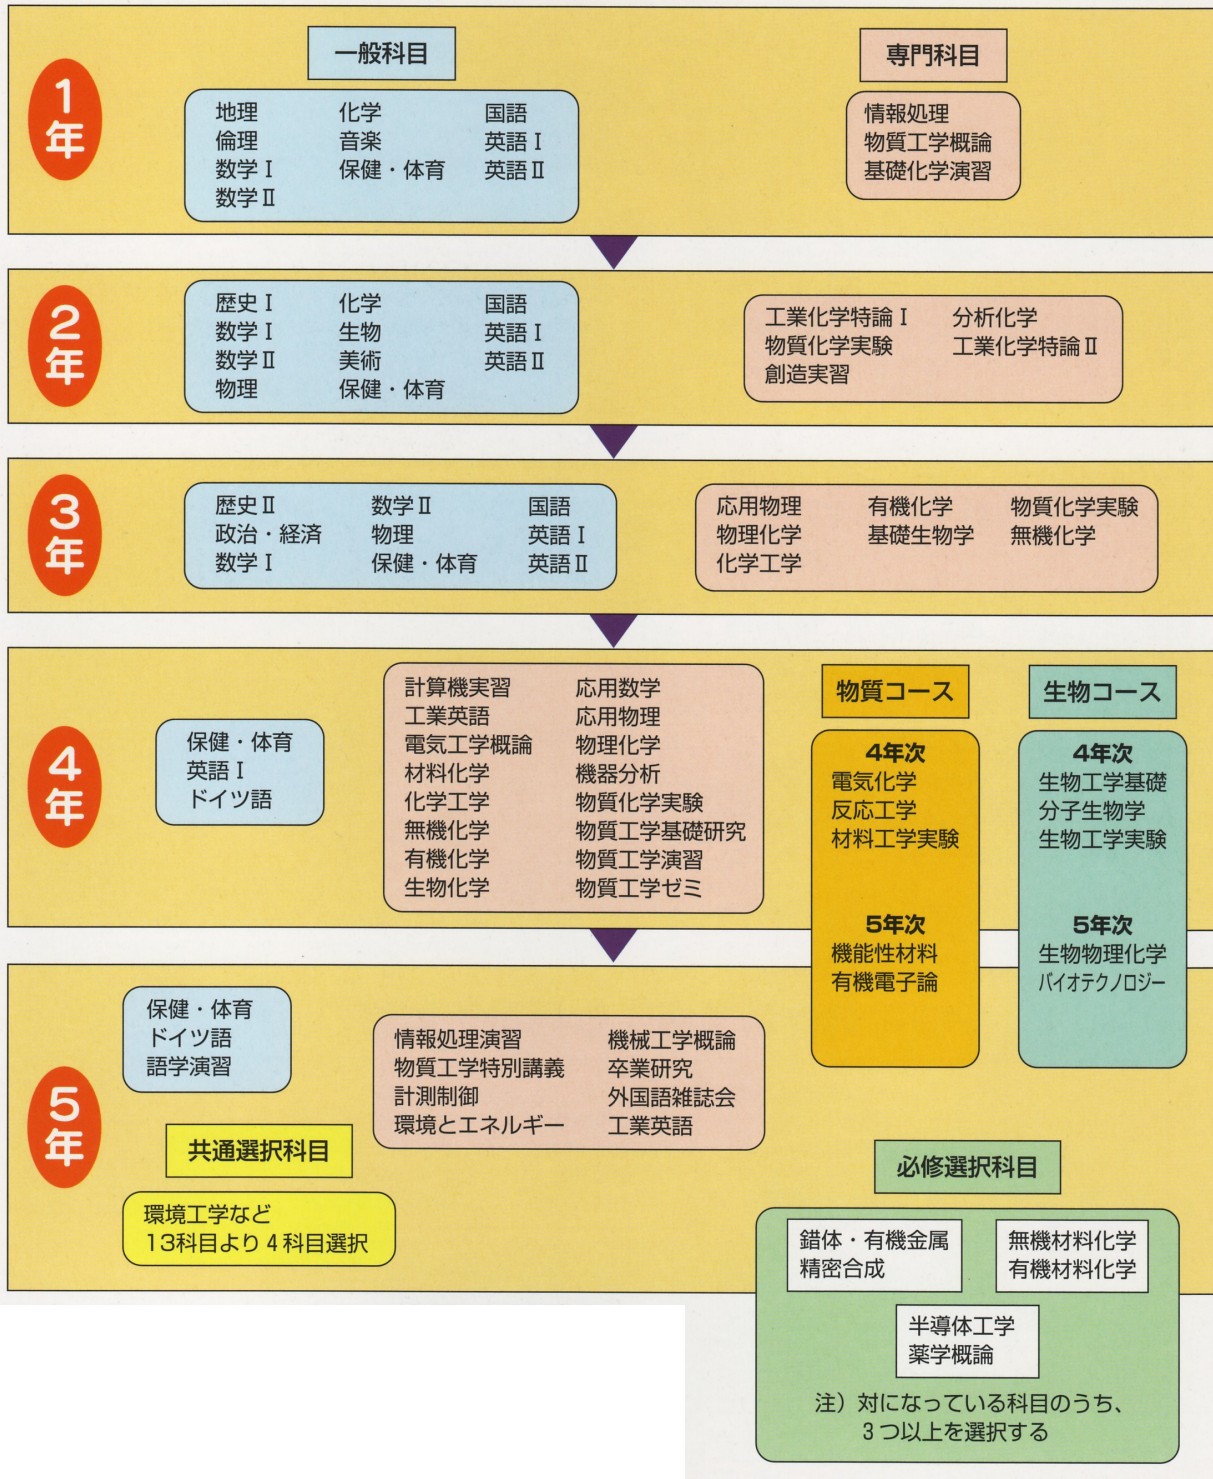 一般科目
専門科目
1年
地理 化学 国語
倫理 音楽 英語Ⅰ
数学Ⅰ 保健・体育 英語Ⅱ
数学Ⅱ
情報処理
物質工学概論
基礎化学演習
2年
歴史Ⅰ 化学 国語
数学Ⅰ 生物 英語Ⅰ
数学Ⅱ 美術 英語Ⅱ
物理 保健・体育
工業化学特論Ⅰ 分析化学
物質化学実験 工業化学特論Ⅱ
創造実習
3年
歴史Ⅱ 数学Ⅱ 国語
政治・経済 物理 英語Ⅰ
数学Ⅰ 保健・体育 英語Ⅱ
応用物理 有機化学 物質化学実験
物理化学 基礎生物学 無機化学
化学工学
4年
保健・体育
英語Ⅰ
ドイツ語
計算機実習 応用数学
工業英語 応用物理
電気工学概論 物理化学
材料化学 機器分析
化学工学 物質化学実験
無機化学 物質工学基礎研究
有機化学 物質工学演習
生物化学 物質工学ゼミ
物質コース
4年次
電気化学
反応工学
材料工学実験
5年次
機能性材料
有機電子論
生物コース
4年次
生物工学基礎
分子生物学
生物工学実験
5年次
生物物理化学
バイオテクノロジー
5年
保健・体育
ドイツ語
語学演習
情報処理演習 機械工学概論
物質工学特別講義 卒業研究
計測制御 外国語雑誌会
環境とエネルギー 工業英語
共通選択科目
環境工学など
13科目より4科目選択
必修選択科目
錯体・有機金属
精密合成
無機材料化学
有機材料化学
半導体工学
薬学概論
注）対になっている科目のうち、
3つ以上を選択する